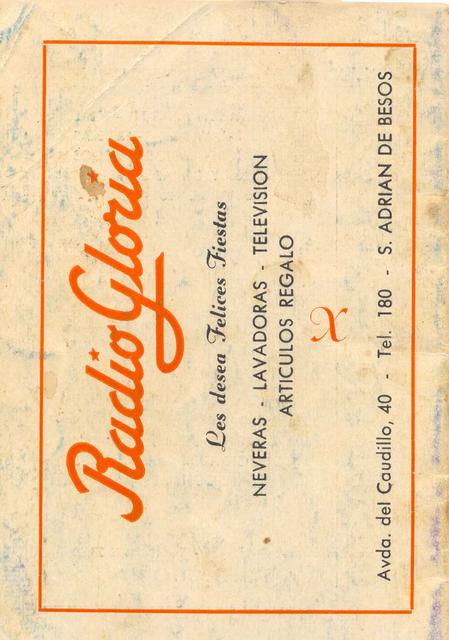 Radio Gloria
Les desea Felices Fiestas
NEVERAS - LAVADORAS - TELEVISION
ARTICULOS REGALO
X
Avda. del Caudillo, 40 - Tel. 180 - S. ADRIAN DE BESOS